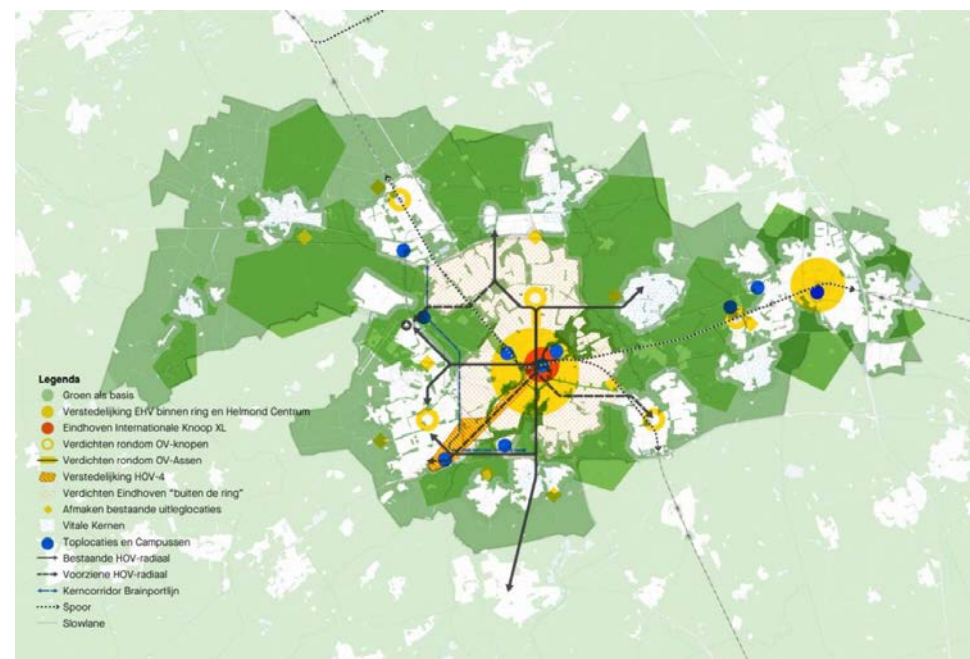 Legenda
Groen als basis
Verstedelijking EHV binnen ring en Helmond Centrum
Eindhoven Internationale Knoop XL
Verdichten rondom OV-knopen
Verdichten rondom OV-Assen
Verstedelijking HOV-4
Verdichten Eindhoven "buiten de ring"
Afmaken bestaande uitleglocaties
Vitale Kernen
Toplocaties en Campussen
Bestaande HOV-radiaal
Voorziene HOV-radiaal
Kerncorridor Brainportlijn
Spoor
Slowlane